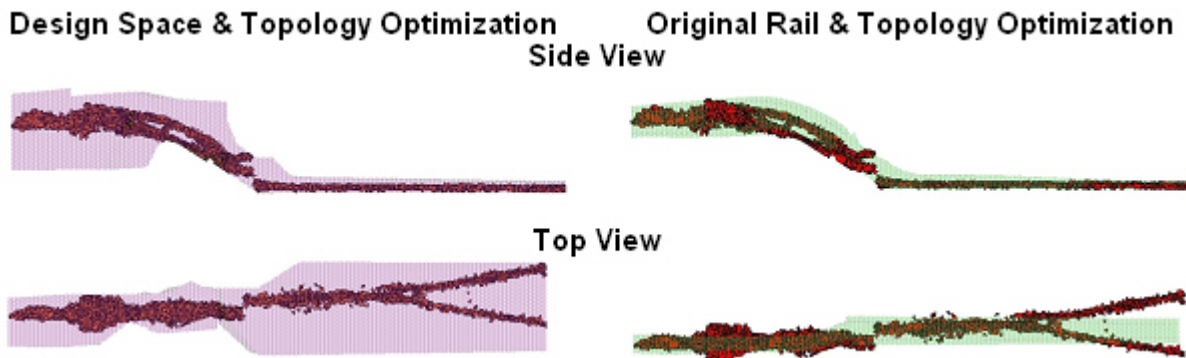 Design Space & Topology Optimization
Original Rail & Topology Optimization
Side View
Top View